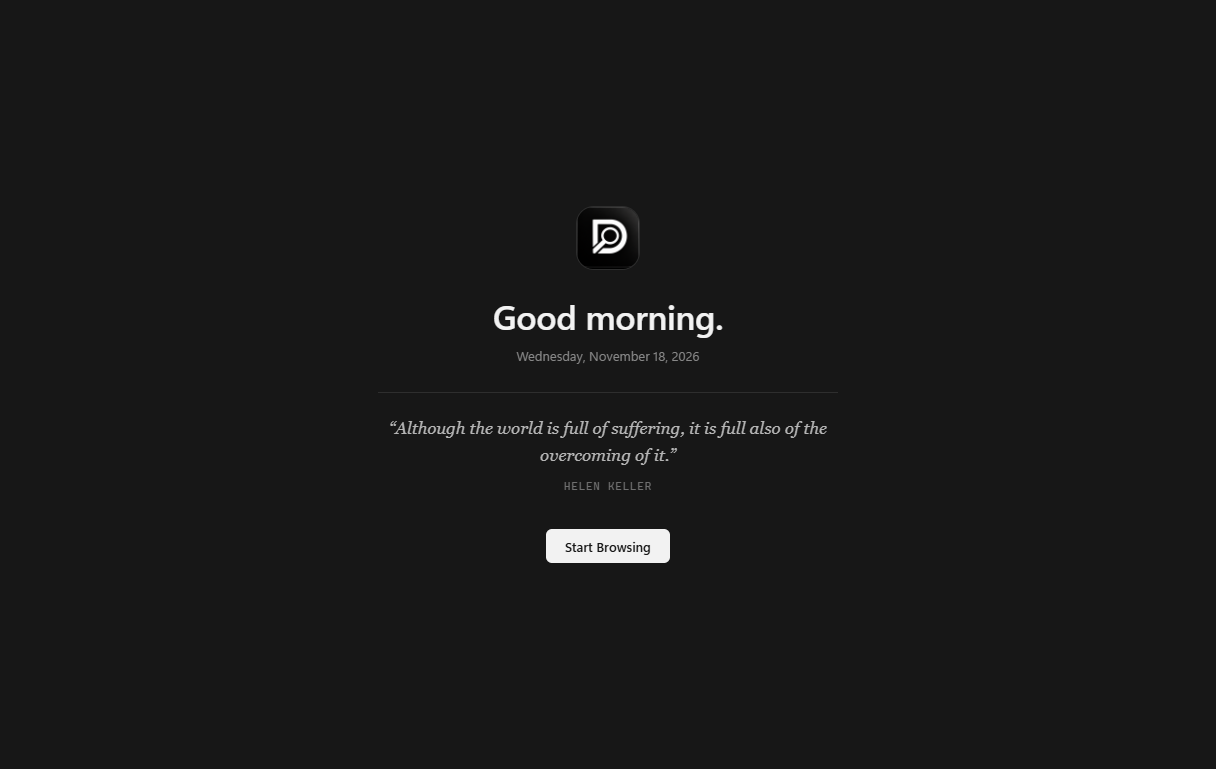 Good morning.
Wednesday, November 18, 2026
“Although the world is full of suffering, it is full also of the
overcoming of it.”
HELEN KELLER
Start Browsing